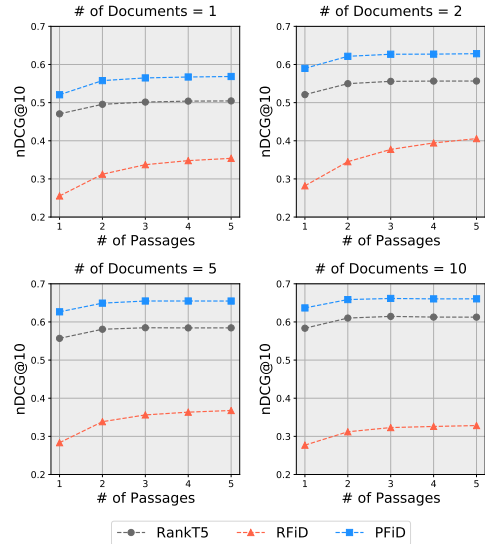 # of Documents = 1
0.7
0.6
0.5
0.4
0.3
0.2
nDCG@10
1 2 3 4 5
# of Passages
# of Documents = 2
0.7
0.6
0.5
0.4
0.3
0.2
nDCG@10
1 2 3 4 5
# of Passages
# of Documents = 5
0.7
0.6
0.5
0.4
0.3
0.2
nDCG@10
1 2 3 4 5
# of Passages
# of Documents = 10
0.7
0.6
0.5
0.4
0.3
0.2
nDCG@10
1 2 3 4 5
# of Passages
RankT5 RFiD PFiD